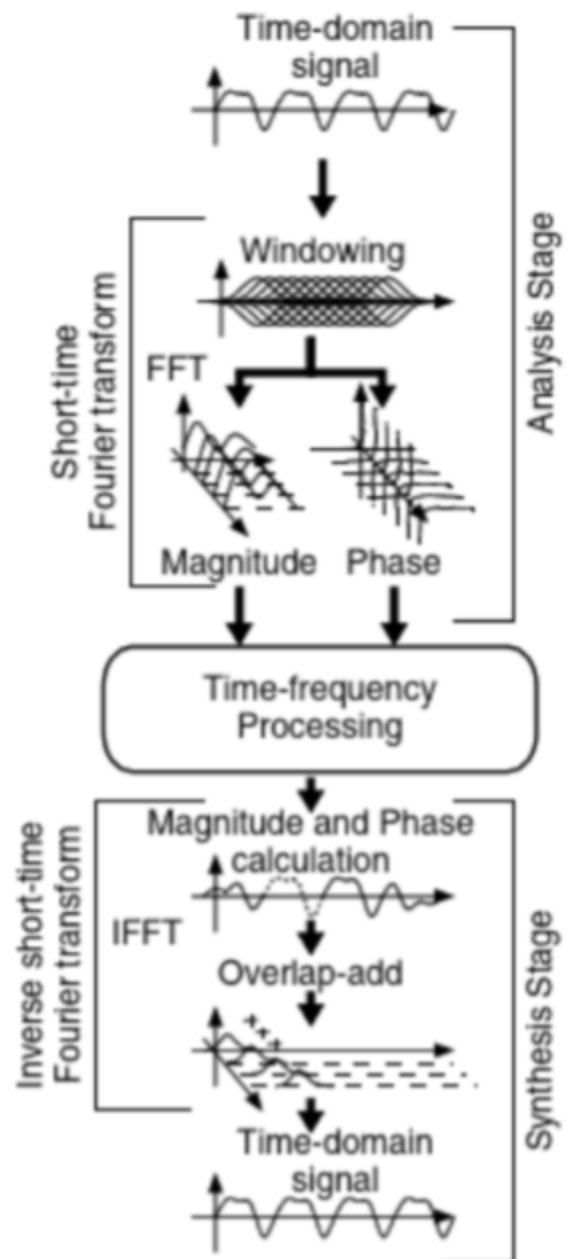 Time-domain
signal
Analysis Stage
Windowing
Short-time
Fourier transform
FFT
Magnitude Phase
Time-frequency
Processing
Magnitude and Phase
calculation
Inverse short-time
Fourier transform
IFFT
Overlap-add
Synthesis Stage
Time-domain
signal